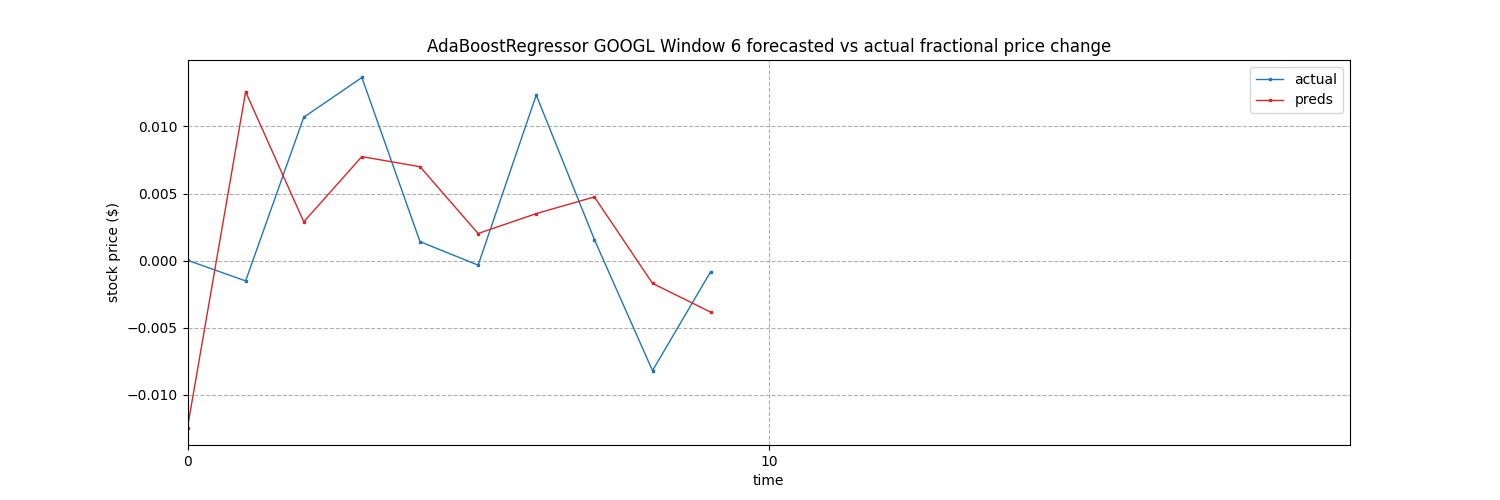 AdaBoostRegressor GOOGL Window 6 forecasted vs actual fractional price change
actual
preds
0.010
0.005
0.000
−0.005
−0.010
stock price ($)
0
10
time